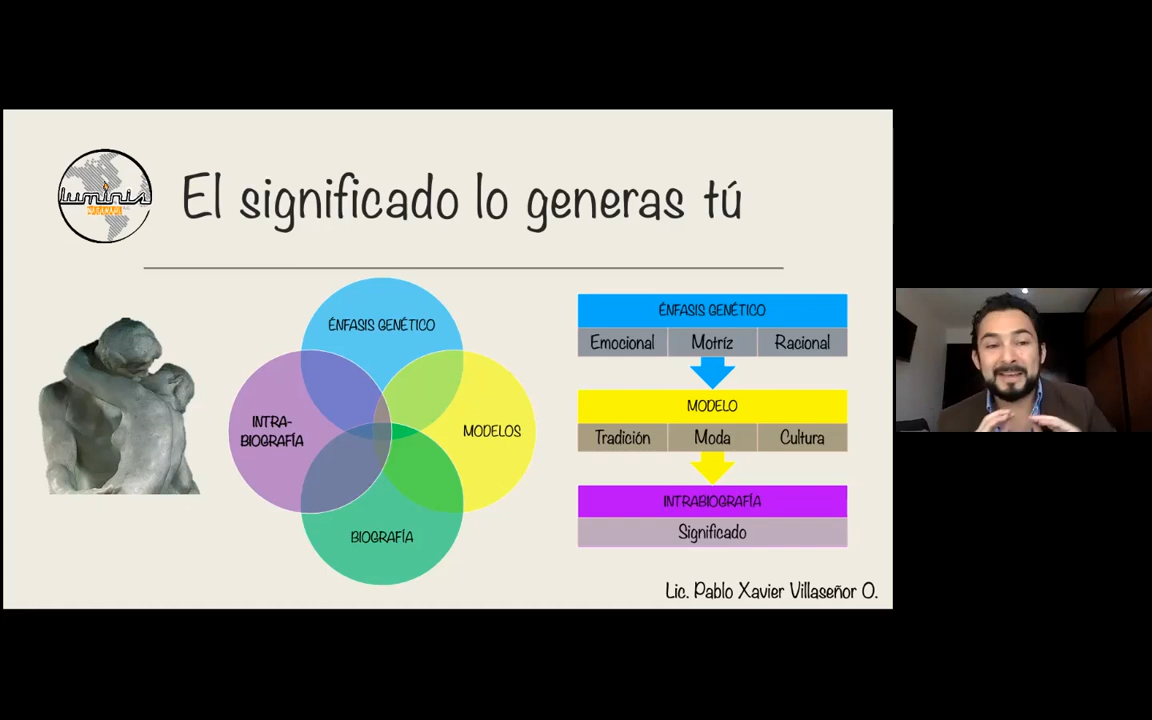 luminis
El significado lo generas tú
ÉNFASIS GENÉTICO
INTRA-
BIOGRAFÍA
MODELOS
BIOGRAFÍA
ÉNFASIS GENÉTICO
Emocional Motríz Racional
MODELO
Tradición Moda Cultura
INTRABIOGRAFÍA
Significado
Lic. Pablo Xavier Villaseñor O.